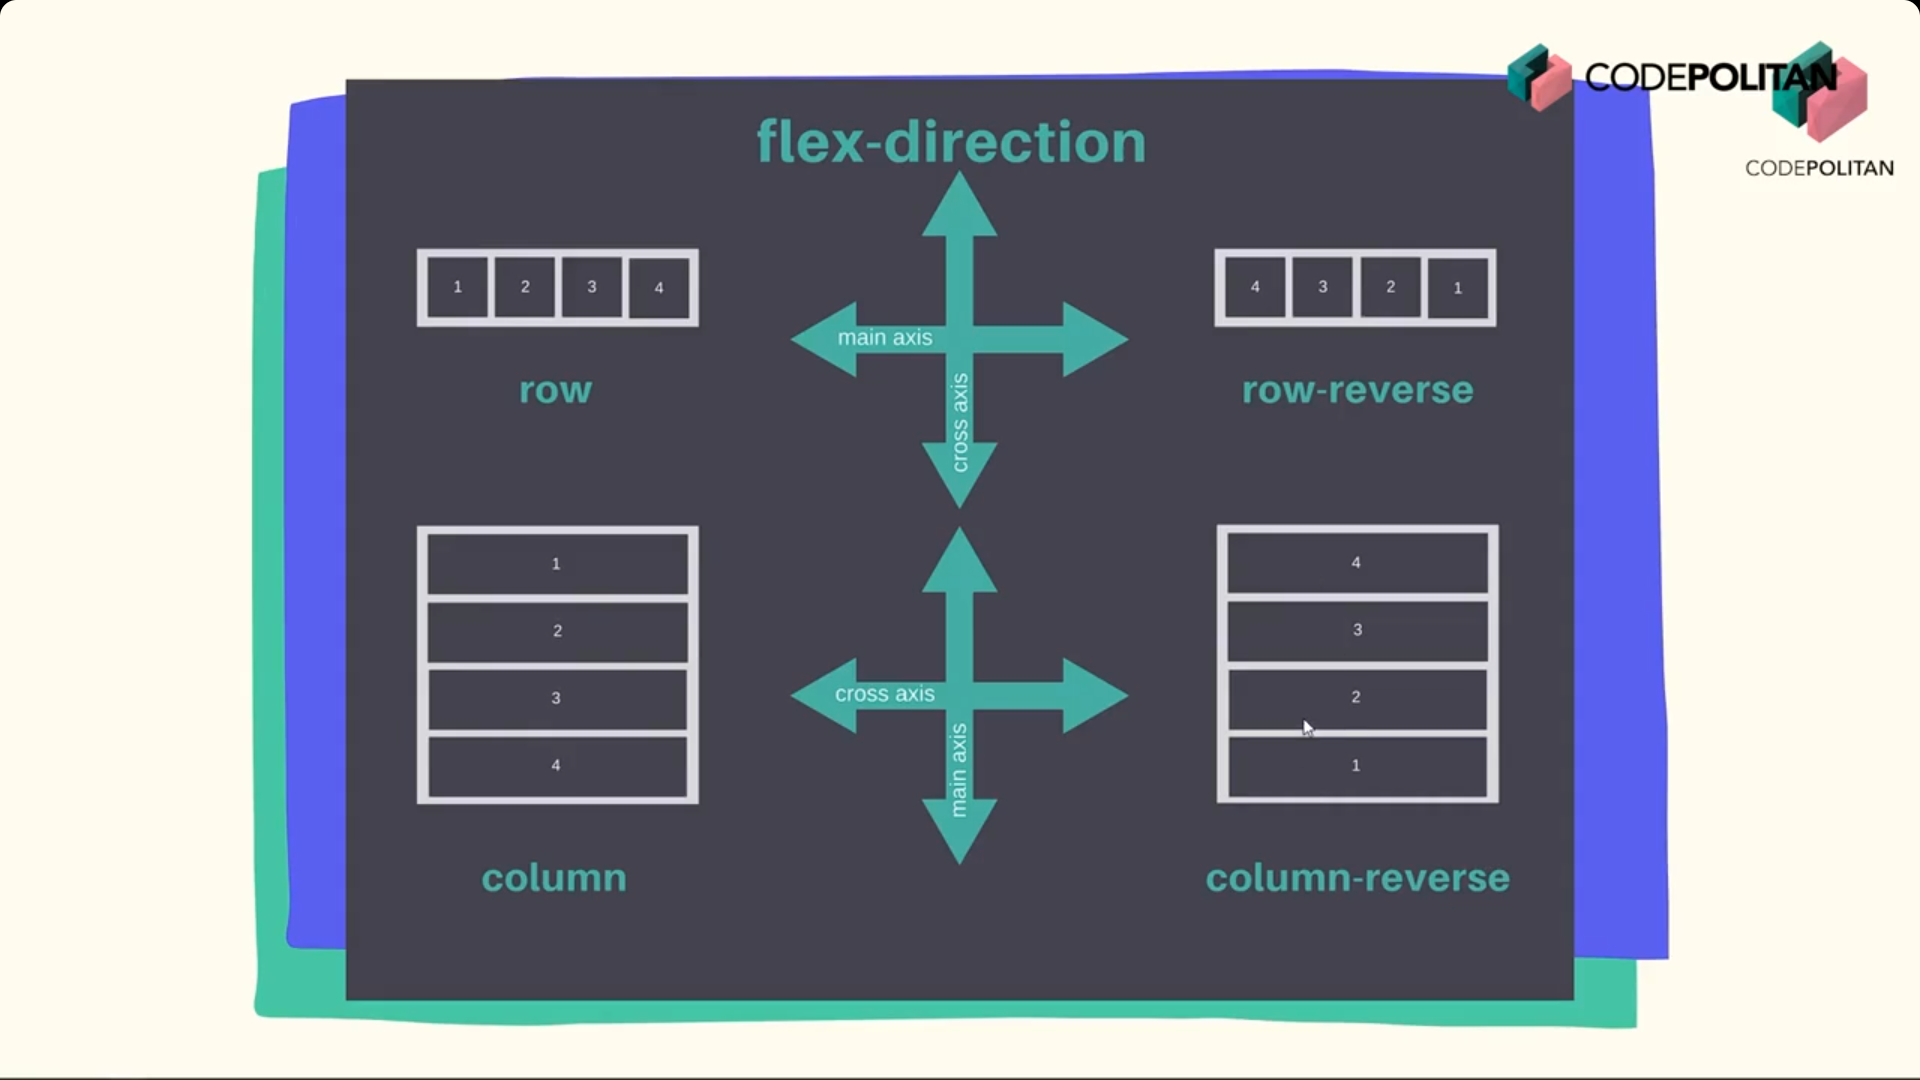 CODEPOLITAN
CODEPOLITAN
flex-direction
1 2 3 4
row
main axis
cross axis
4 3 2 1
row-reverse
1
2
3
4
column
cross axis
main axis
4
3
2
1
column-reverse